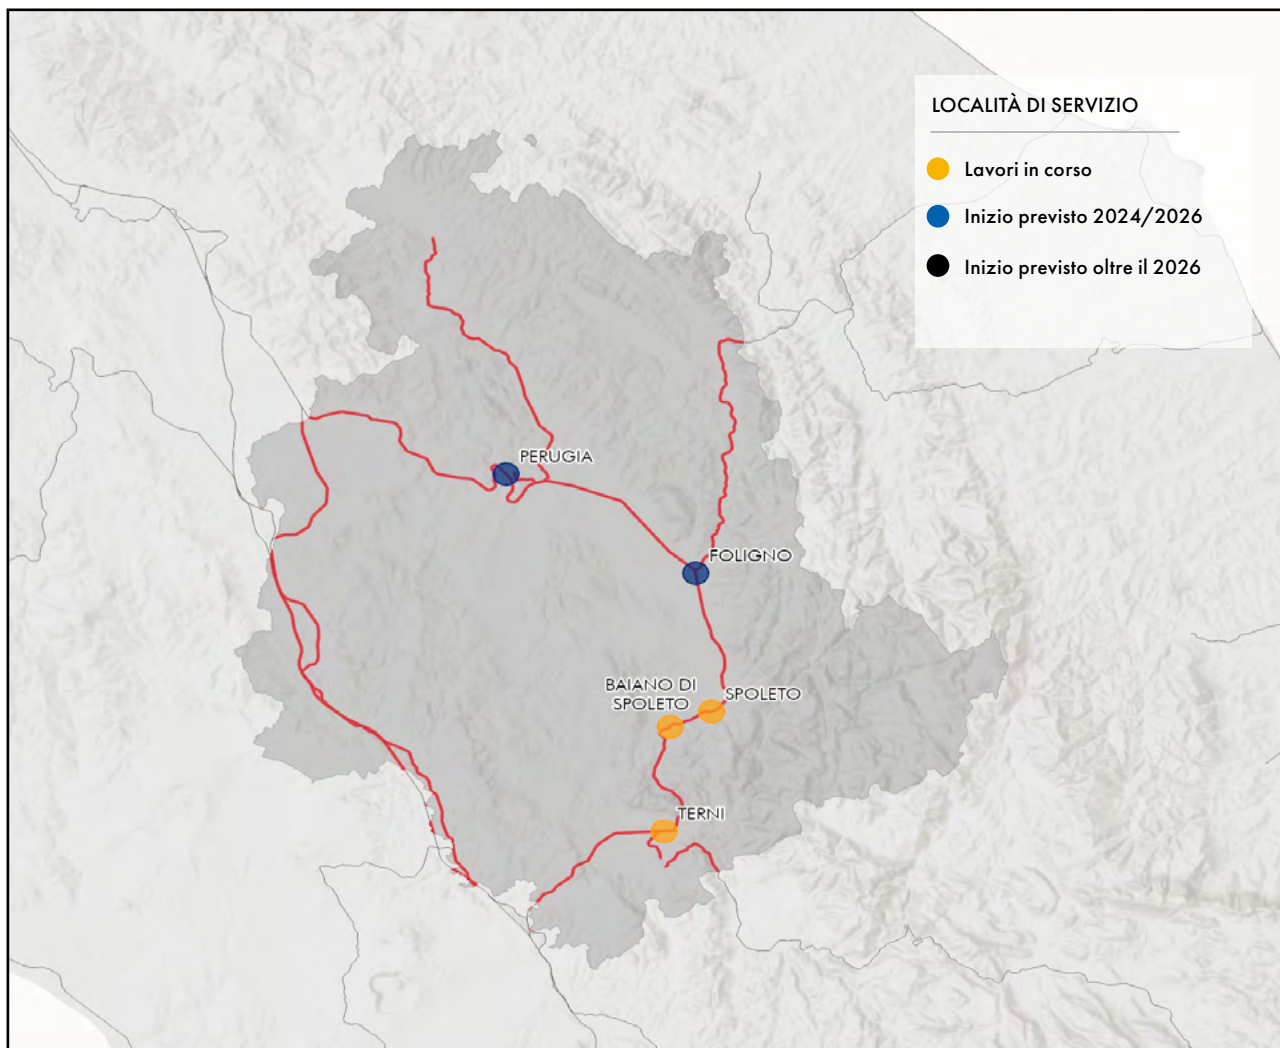 LOCALITÀ DI SERVIZIO
Lavori in corso
Inizio previsto 2024/2026
Inizio previsto oltre il 2026
PERUGIA
FOLIGNO
BAIANO DI
SPOLETO
SPOLETO
TERNI